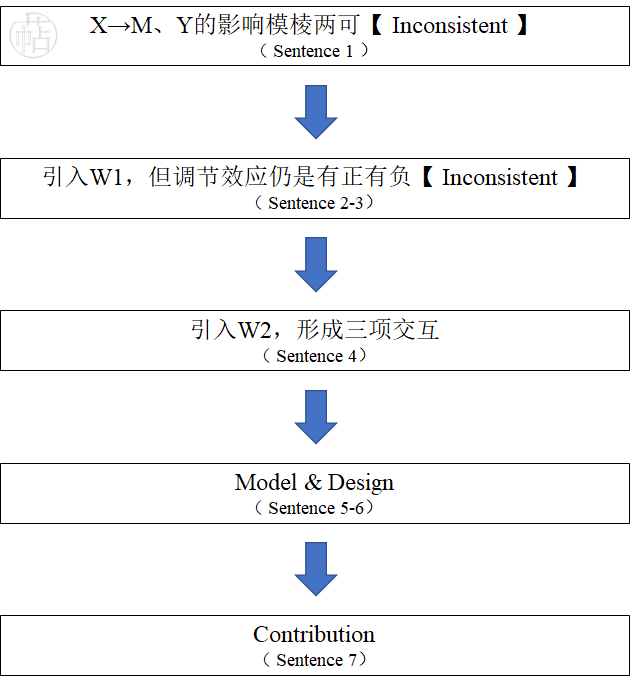 X→M、Y的影响模棱两可【 Inconsistent 】
（ Sentence 1 ）
引入W1，但调节效应仍是有正有负【 Inconsistent 】
（ Sentence 2-3）
引入W2，形成三项交互
（ Sentence 4）
Model & Design
（ Sentence 5-6）
Contribution
（ Sentence 7）